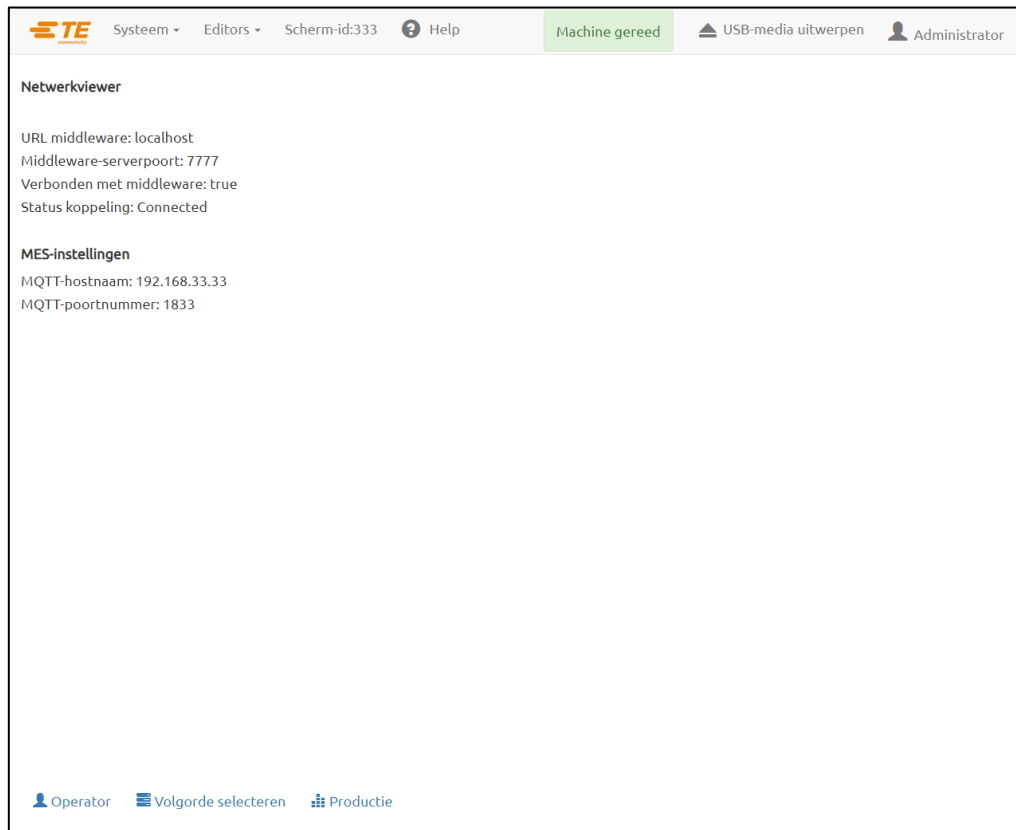 TE connectivity Systeem Editors Scherm-id:333 Help Machine gereed USB-media uitwerpen Administrator
Netwerkviewer
URL middleware: localhost
Middleware-serverpoort: 7777
Verbonden met middleware: true
Status koppeling: Connected
MES-instellingen
MQTT-hostnaam: 192.168.33.33
MQTT-poortnummer: 1833
Operator Volgorde selecteren Productie